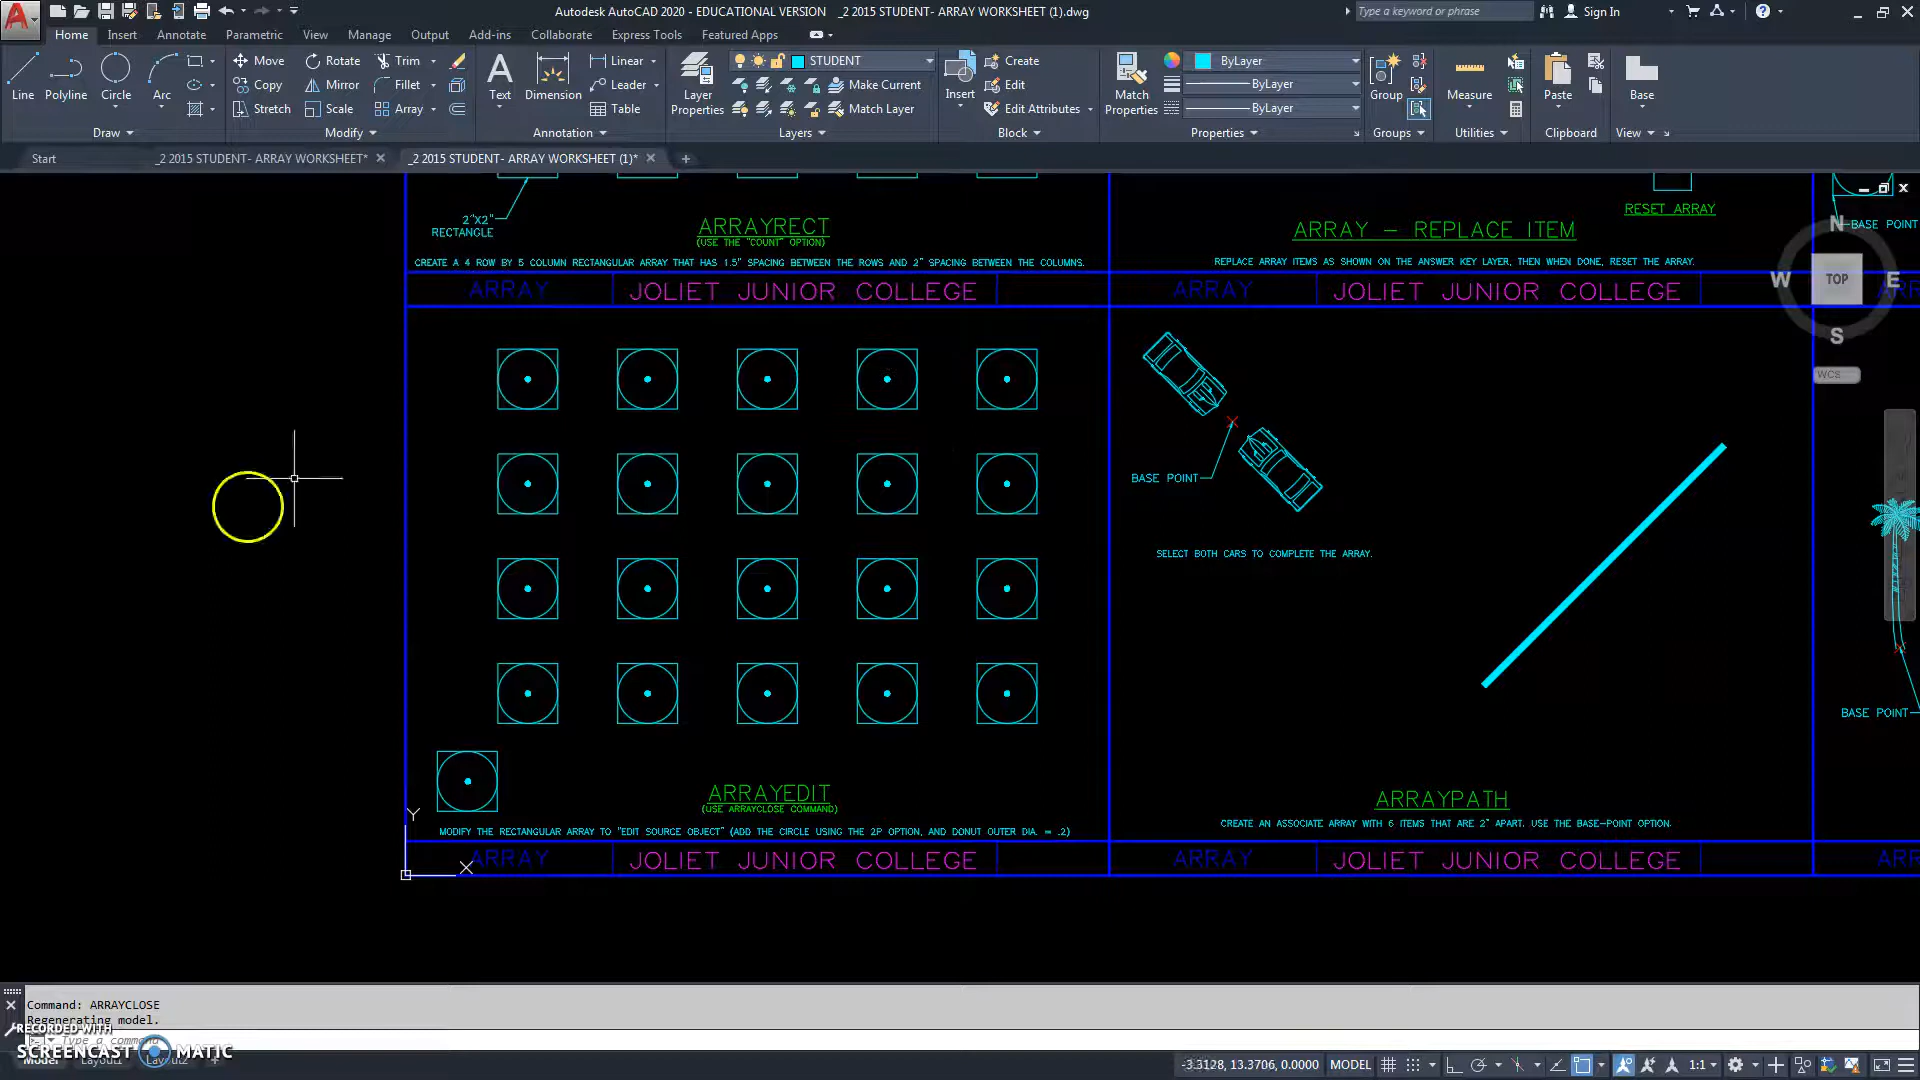 Autodesk AutoCAD 2020 - EDUCATIONAL VERSION _2 2015 STUDENT- ARRAY WORKSHEET (1).dwg
Type a keyword or phrase
Sign In
Home Insert Annotate Parametric View Manage Output Add-ins Collaborate Express Tools Featured Apps
Line Polyline Circle Arc
Move Rotate Trim
Copy Mirror Fillet
Stretch Scale Array
Text Dimension
Linear
Leader
Table
Layer Properties
STUDENT
Make Current
Match Layer
Insert
Create
Edit
Edit Attributes
Match Properties
ByLayer
ByLayer
ByLayer
Group
Measure
Paste
Base
Draw Modify Annotation Layers Block Properties Groups Utilities Clipboard View
Start _2 2015 STUDENT- ARRAY WORKSHEET* _2 2015 STUDENT- ARRAY WORKSHEET (1)*
2"X2"
RECTANGLE
ARRAYRECT
(USE THE "COUNT" OPTION)
CREATE A 4 ROW BY 5 COLUMN RECTANGULAR ARRAY THAT HAS 1.5" SPACING BETWEEN THE ROWS AND 2" SPACING BETWEEN THE COLUMNS.
RESET ARRAY
ARRAY - REPLACE ITEM
REPLACE ARRAY ITEMS AS SHOWN ON THE ANSWER KEY LAYER, THEN WHEN DONE, RESET THE ARRAY.
BASE POINT
N
W TOP E
S
WCS
ARRAY JOLIET JUNIOR COLLEGE
ARRAY JOLIET JUNIOR COLLEGE
BASE POINT
SELECT BOTH CARS TO COMPLETE THE ARRAY.
BASE POINT
ARRAYEDIT
(USE ARRAYCLOSE COMMAND)
MODIFY THE RECTANGULAR ARRAY TO "EDIT SOURCE OBJECT" (ADD THE CIRCLE USING THE 2P OPTION, AND DONUT OUTER DIA. = .2)
ARRAYPATH
CREATE AN ASSOCIATE ARRAY WITH 6 ITEMS THAT ARE 2" APART. USE THE BASE-POINT OPTION.
Y
X
ARRAY JOLIET JUNIOR COLLEGE
ARRAY JOLIET JUNIOR COLLEGE
Command: ARRAYCLOSE
Regenerating model.
Type a command
RECORDED WITH
SCREENCAST MATIC
Model Layout1 Layout2
-3.3128, 13.3706, 0.0000 MODEL 1:1